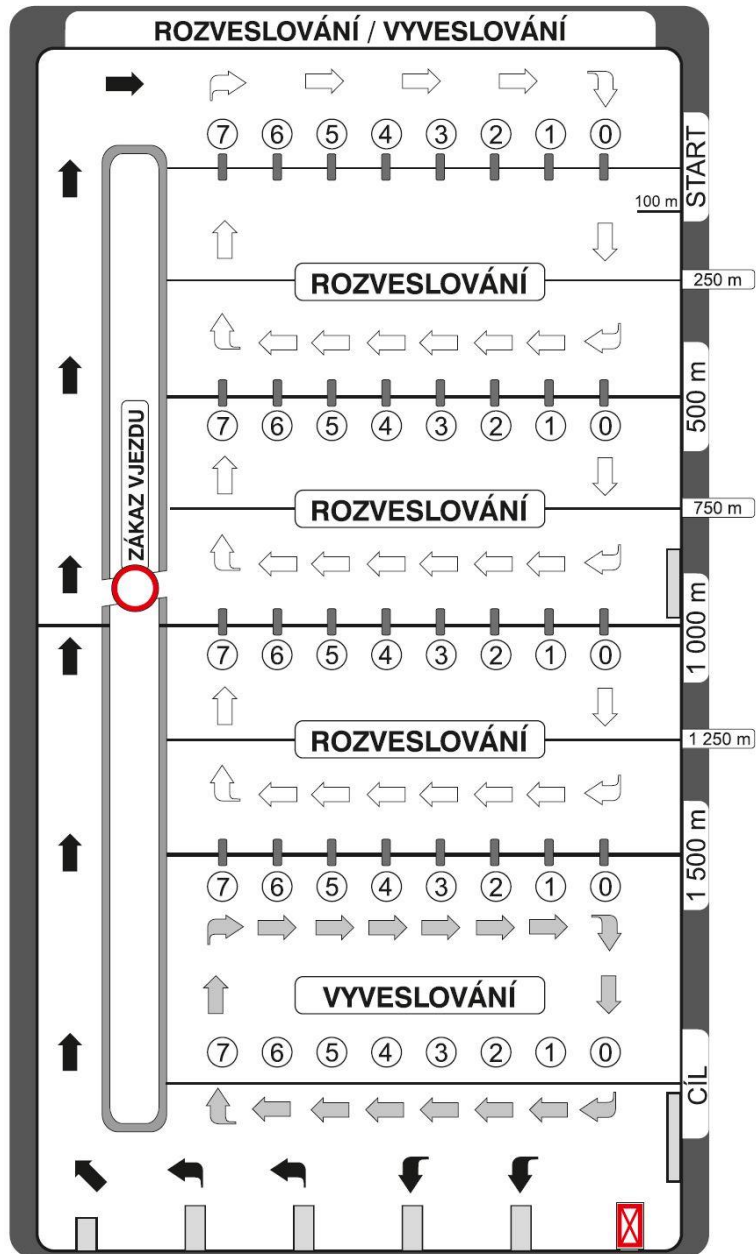 ROZVESLOVÁNÍ / VYVESLOVÁNÍ
7 6 5 4 3 2 1 0
START
100 m
250 m
ROZVESLOVÁNÍ
500 m
7 6 5 4 3 2 1 0
ZÁKAZ VJEZDU
750 m
ROZVESLOVÁNÍ
1 000 m
7 6 5 4 3 2 1 0
ROZVESLOVÁNÍ
1 250 m
1 500 m
7 6 5 4 3 2 1 0
VYVESLOVÁNÍ
7 6 5 4 3 2 1 0
CÍL